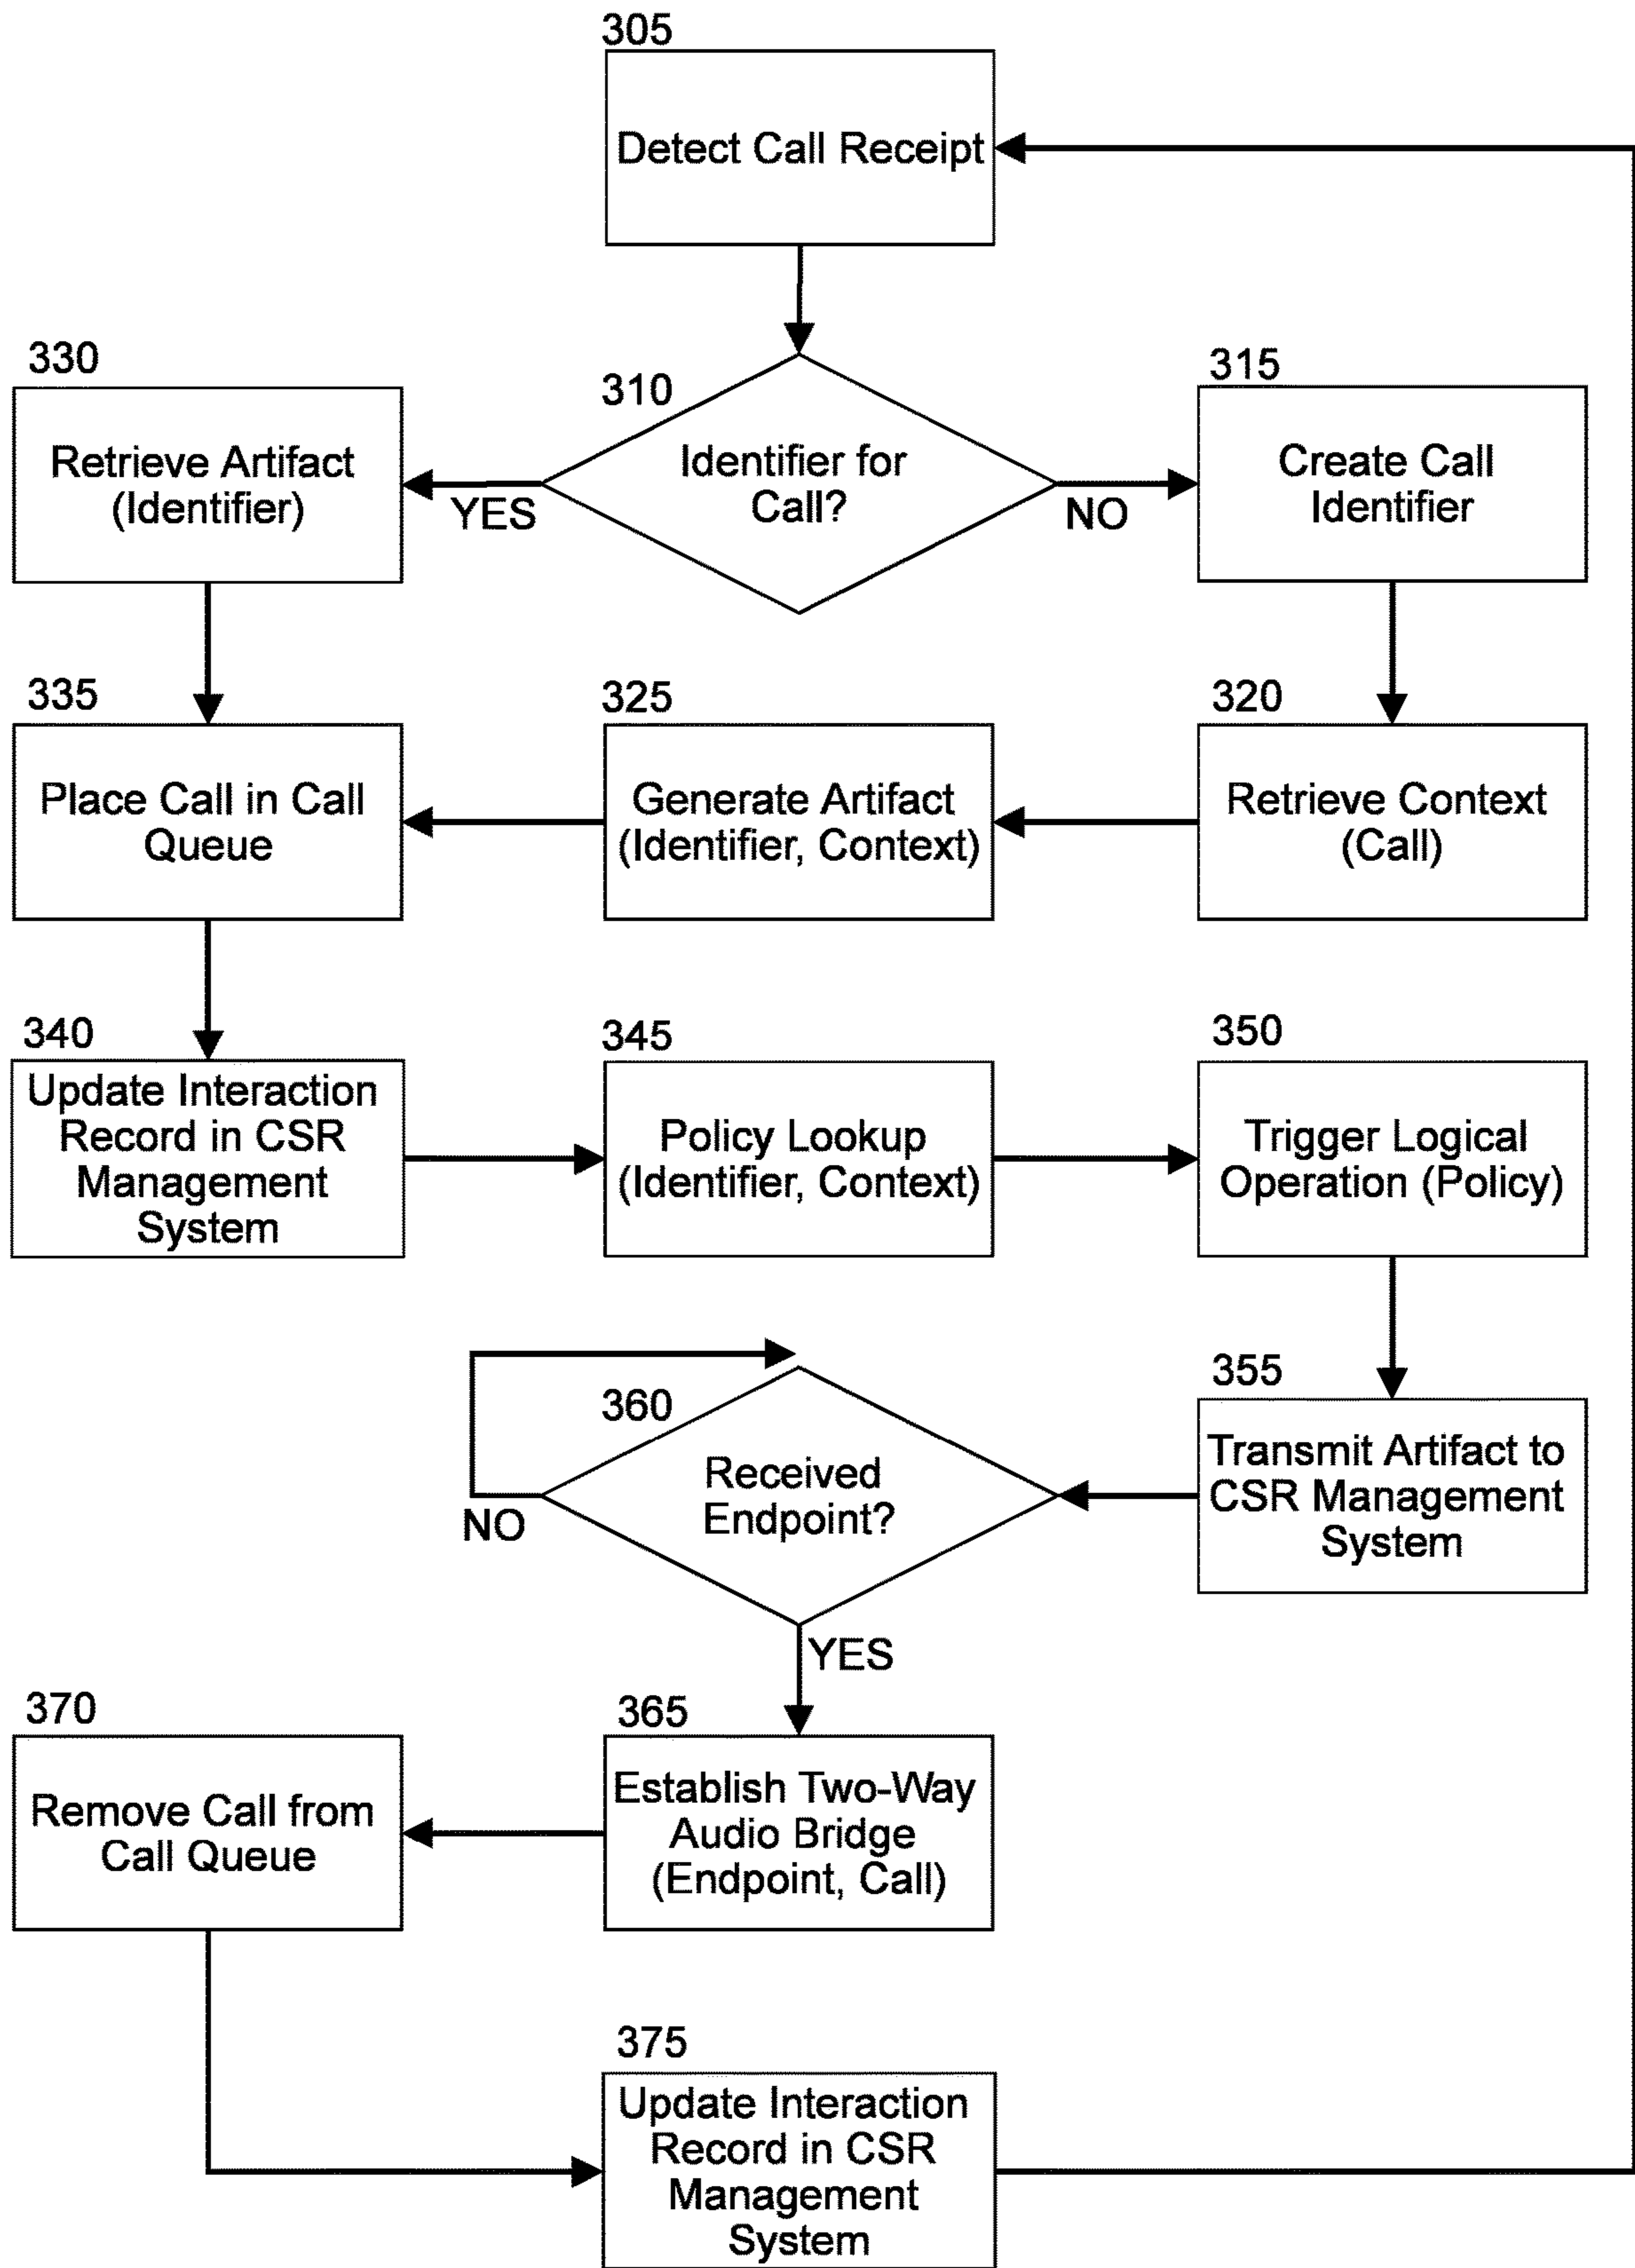 305
Detect Call Receipt
310
Identifier for
Call?
YES
NO
330
Retrieve Artifact
(Identifier)
315
Create Call
Identifier
335
Place Call in Call
Queue
325
Generate Artifact
(Identifier, Context)
320
Retrieve Context
(Call)
340
Update Interaction
Record in CSR
Management
System
345
Policy Lookup
(Identifier, Context)
350
Trigger Logical
Operation (Policy)
355
Transmit Artifact to
CSR Management
System
360
Received
Endpoint?
NO
YES
365
Establish Two-Way
Audio Bridge
(Endpoint, Call)
370
Remove Call from
Call Queue
375
Update Interaction
Record in CSR
Management
System